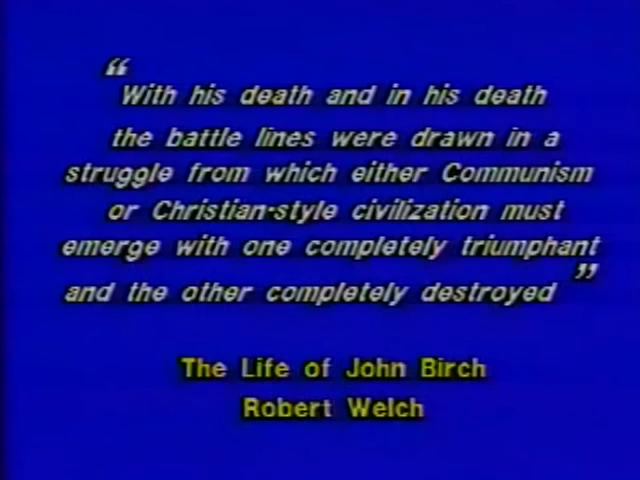 “
With his death and in his death
the battle lines were drawn in a
struggle from which either Communism
or Christian-style civilization must
emerge with one completely triumphant
and the other completely destroyed ”
The Life of John Birch
Robert Welch